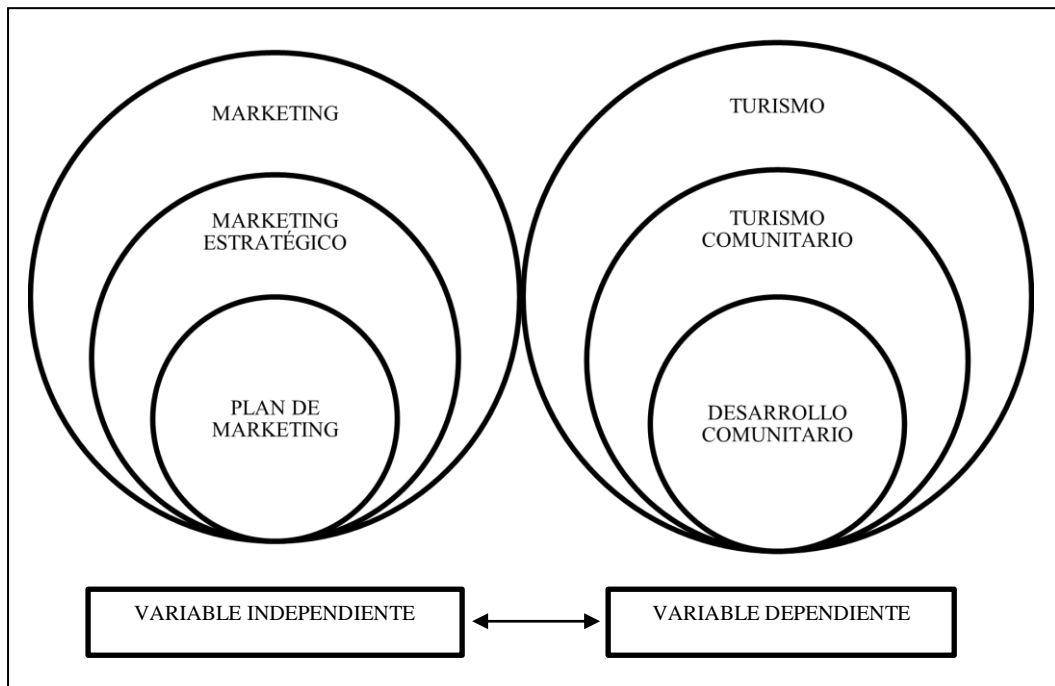 MARKETING
MARKETING
ESTRATÉGICO
PLAN DE
MARKETING
TURISMO
TURISMO
COMUNITARIO
DESARROLLO
COMUNITARIO
VARIABLE INDEPENDIENTE
VARIABLE DEPENDIENTE